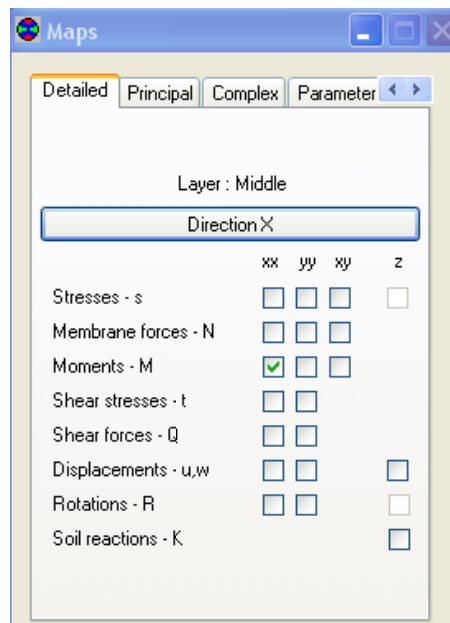 Maps
Detailed Principal Complex Parameter
Layer : Middle
Direction X
xx yy xy z
Stresses - s
Membrane forces - N
Moments - M
Shear stresses - t
Shear forces - Q
Displacements - u,w
Rotations - R
Soil reactions - K